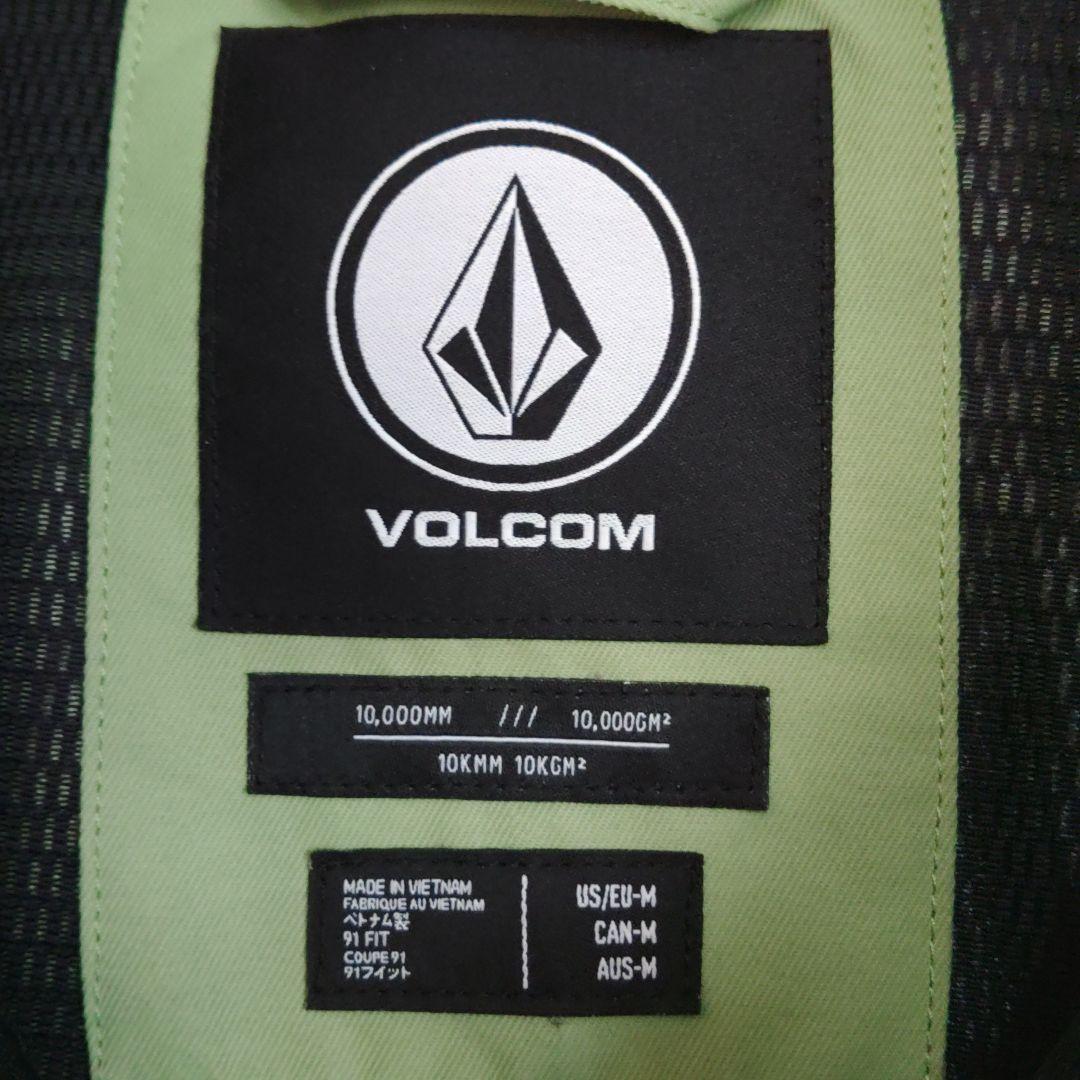 VOLCOM
10,000MM /// 10,000GM²
10KMM 10KGM²
MADE IN VIETNAM
FABRIQUE AU VIETNAM
ベトナム製
91 FIT
COUPE 91
91フイット
US/EU-M
CAN-M
AUS-M